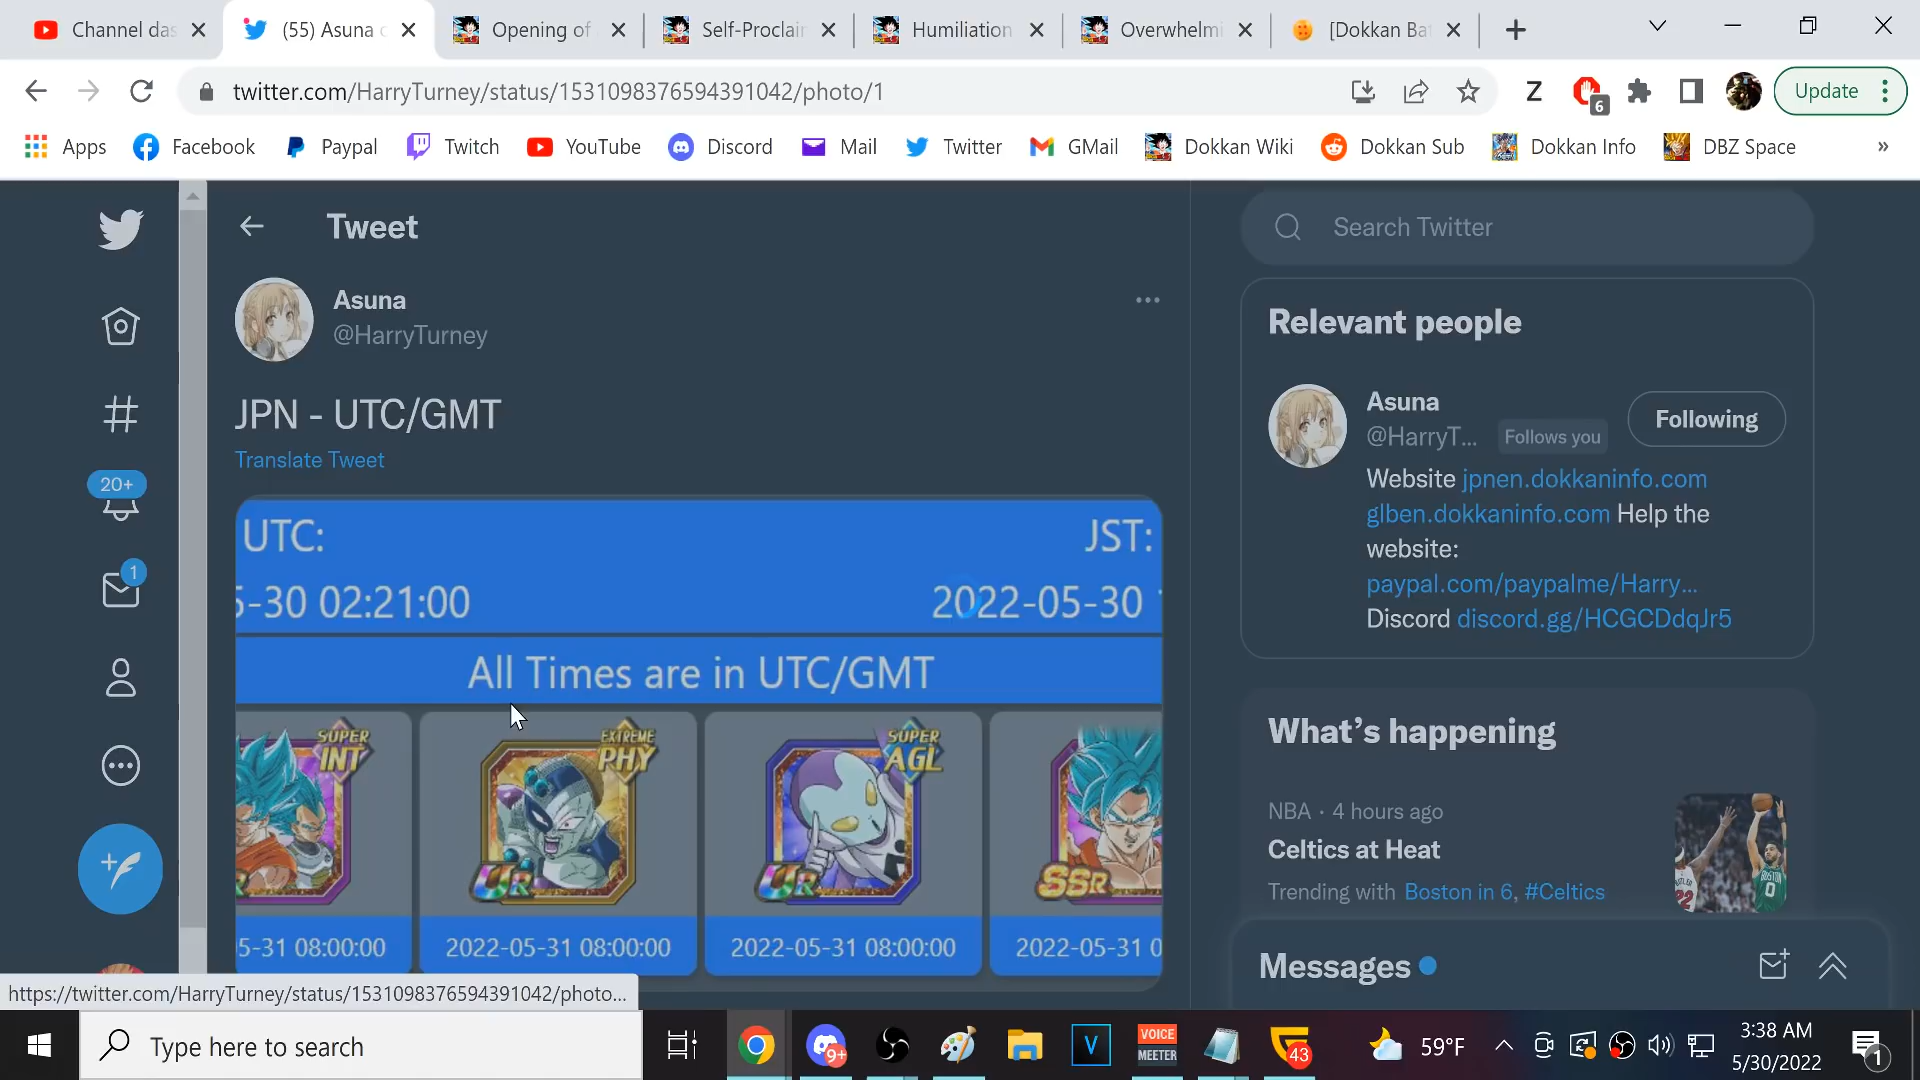 Channel das
(55) Asuna o
Opening of
Self-Proclair
Humiliation
Overwhelmi
[Dokkan Bat
twitter.com/HarryTurney/status/1531098376594391042/photo/1
Z
6
Update
Apps
Facebook
Paypal
Twitch
YouTube
Discord
Mail
Twitter
GMail
Dokkan Wiki
Dokkan Sub
Dokkan Info
DBZ Space
»
Tweet
Search Twitter
Asuna
@HarryTurney
JPN - UTC/GMT
Translate Tweet
UTC:
JST:
5-30 02:21:00
2022-05-30
All Times are in UTC/GMT
SUPER INT
EXTREME PHY
SUPER AGL
UR
UR
SSR
5-31 08:00:00
2022-05-31 08:00:00
2022-05-31 08:00:00
2022-05-31 0
20+
1
Relevant people
Asuna
@HarryT...
Follows you
Following
Website jpnen.dokkaninfo.com
glben.dokkaninfo.com Help the
website:
paypal.com/paypalme/Harry...
Discord discord.gg/HCGCDdqJr5
What's happening
NBA · 4 hours ago
Celtics at Heat
Trending with Boston in 6, #Celtics
Messages
https://twitter.com/HarryTurney/status/1531098376594391042/photo...
Type here to search
9+
V
VOICE
MEETER
43
59°F
3:38 AM
5/30/2022
1